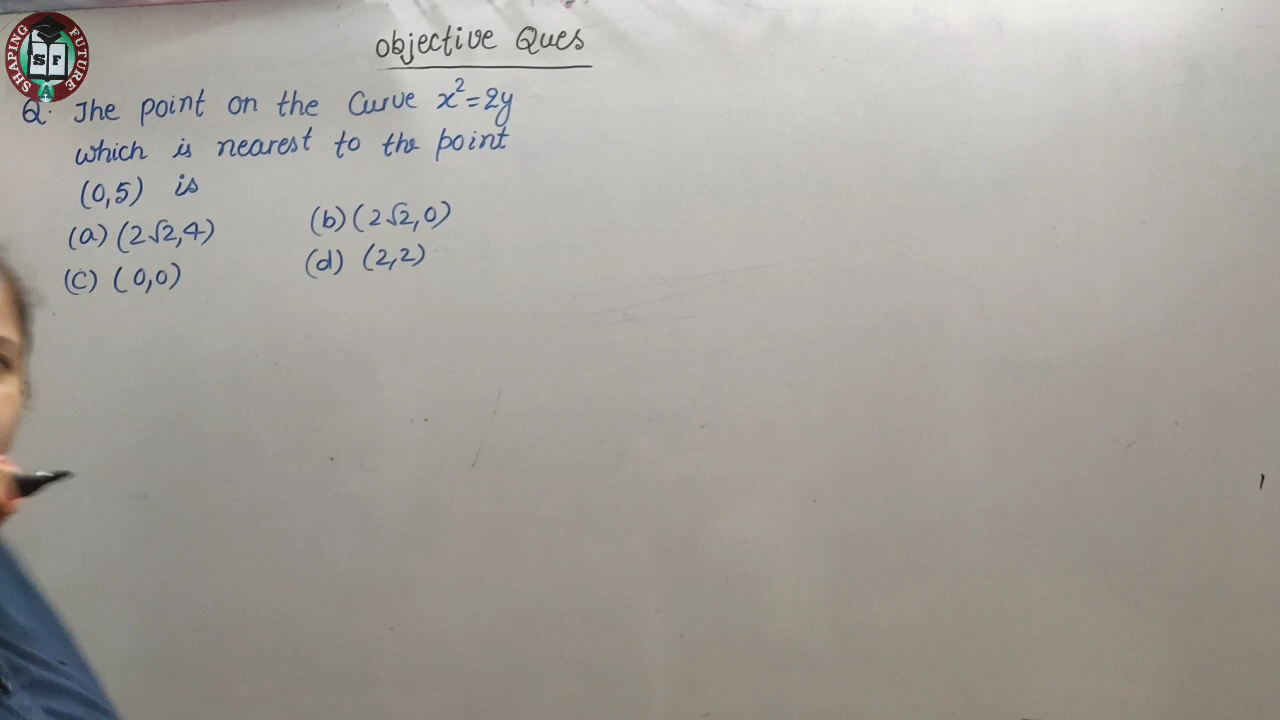 SHAPING FUTURE
S F
A
Objective Ques
Q. The point on the Curve x²=2y
which is nearest to the point
(0,5) is
(a) (2√2,4) (b) (2√2,0)
(C) (0,0) (d) (2,2)